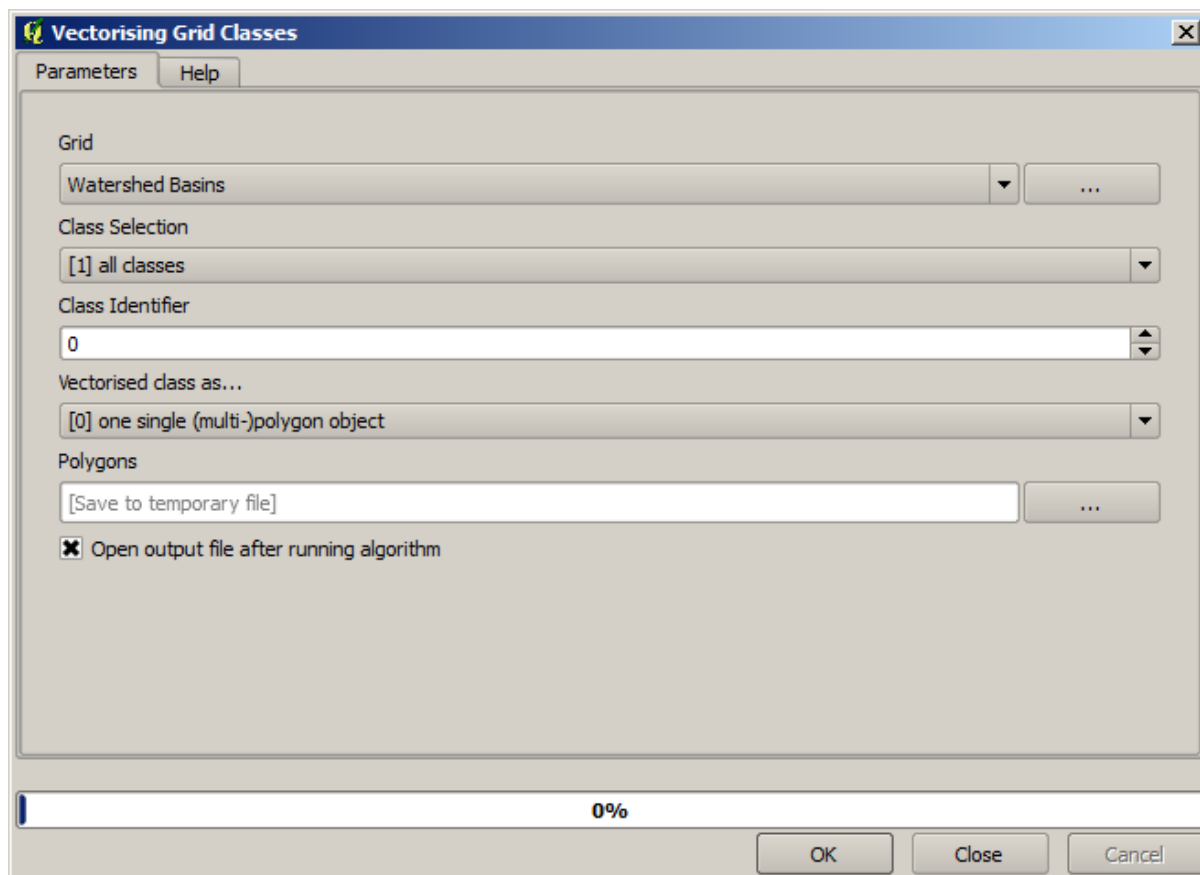 Vectorising Grid Classes
Parameters Help
Grid
Watershed Basins ...
Class Selection
[1] all classes
Class Identifier
0
Vectorised class as...
[0] one single (multi-)polygon object
Polygons
[Save to temporary file] ...
Open output file after running algorithm
0%
OK Close Cancel